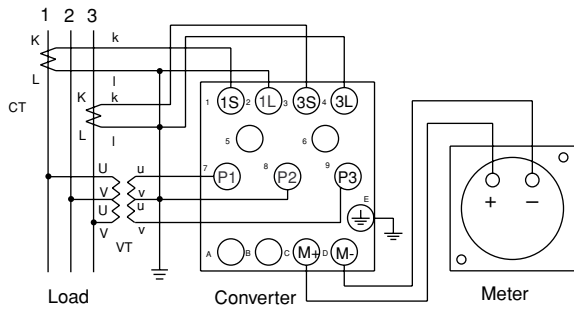 1 2 3
K k
L l
CT
K k
L l
1 1S 2 1L 3 3S 4 3L
5 6
7 P1 8 P2 9 P3
U u
V v
U u
V v
VT
E
A B C M+ D M-
+ −
Load
Converter
Meter